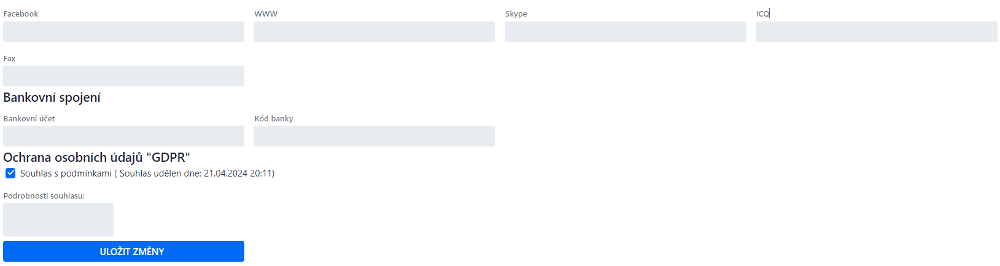 Facebook WWW Skype ICQ
Fax
Bankovní spojení
Bankovní účet Kód banky
Ochrana osobních údajů "GDPR"
Souhlas s podmínkami ( Souhlas udělen dne: 21.04.2024 20:11)
Podrobnosti souhlasu:
ULOŽIT ZMĚNY